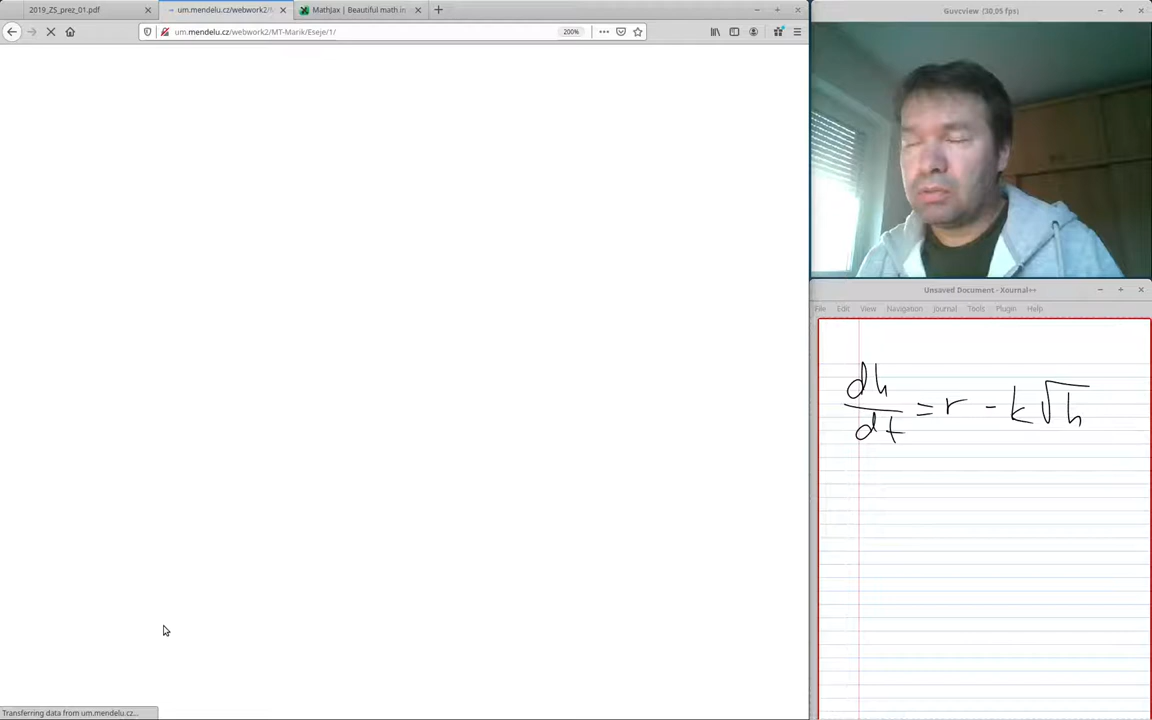 2019_ZS_prez_01.pdf
um.mendelu.cz/webwork2/
MathJax | Beautiful math in
um.mendelu.cz/webwork2/MT-Marik/Eseje/1/
200%
Transferring data from um.mendelu.cz...
Guvcview (30,05 fps)
Unsaved Document - Xournal++
File Edit View Navigation Journal Tools Plugin Help
dh/dt = r - k√h